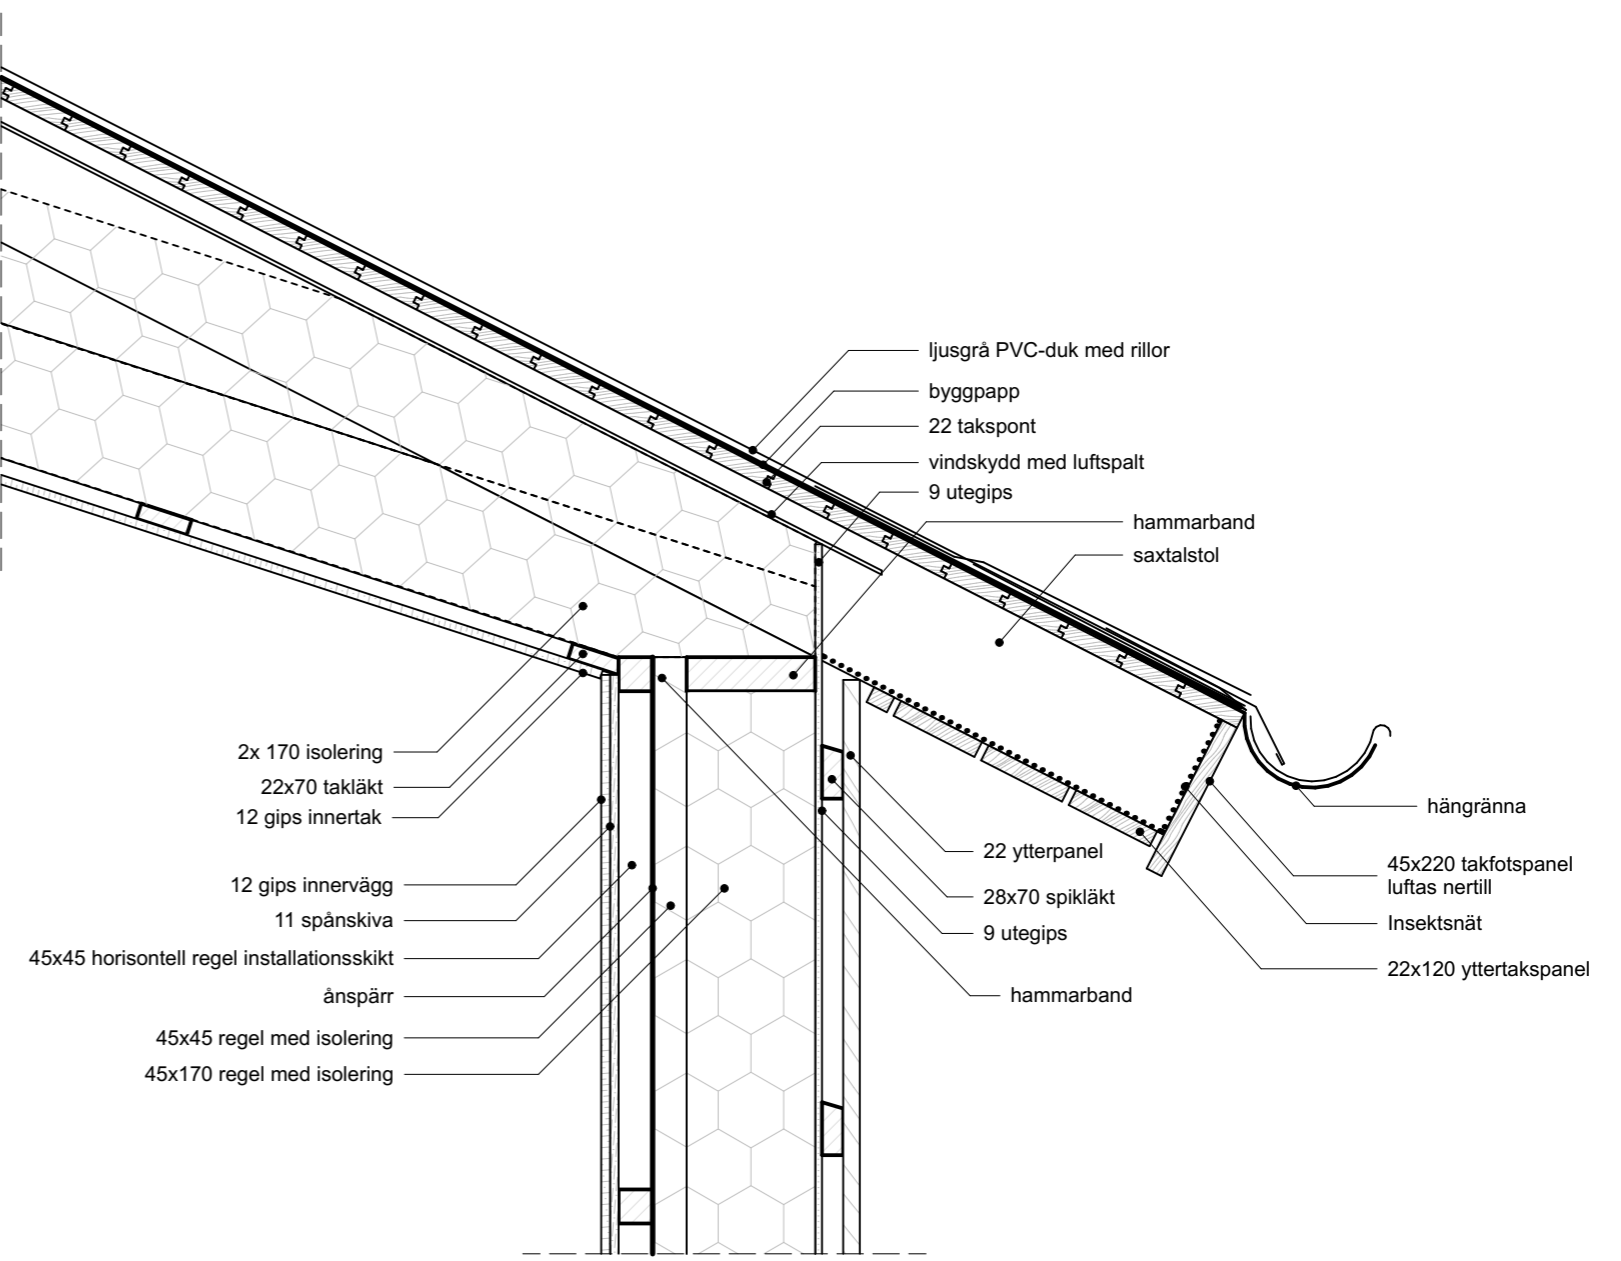 ljusgrå PVC-duk med rillor
byggpapp
22 takspont
vindskydd med luftspalt
9 utegips
hammarband
saxtalstol
2x 170 isolering
22x70 takläkt
12 gips innertak
12 gips innervägg
11 spånskiva
45x45 horisontell regel installationsskikt
ånspärr
45x45 regel med isolering
45x170 regel med isolering
22 ytterpanel
28x70 spikläkt
9 utegips
hammarband
hängränna
45x220 takfotspanel
luftas nertill
Insektsnät
22x120 yttertakspanel